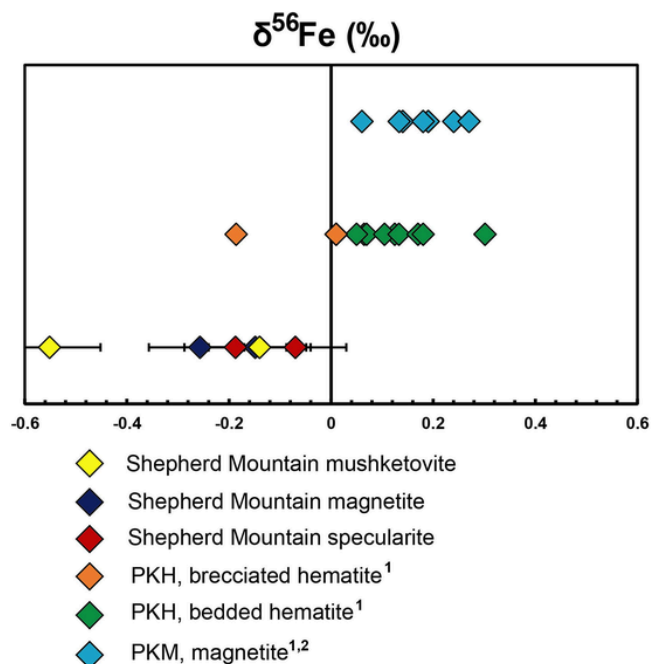 δ⁵⁶Fe (‰)
-0.6 -0.4 -0.2 0 0.2 0.4 0.6
Shepherd Mountain mushketovite
Shepherd Mountain magnetite
Shepherd Mountain specularite
PKH, brecciated hematite¹
PKH, bedded hematite¹
PKM, magnetite¹,²